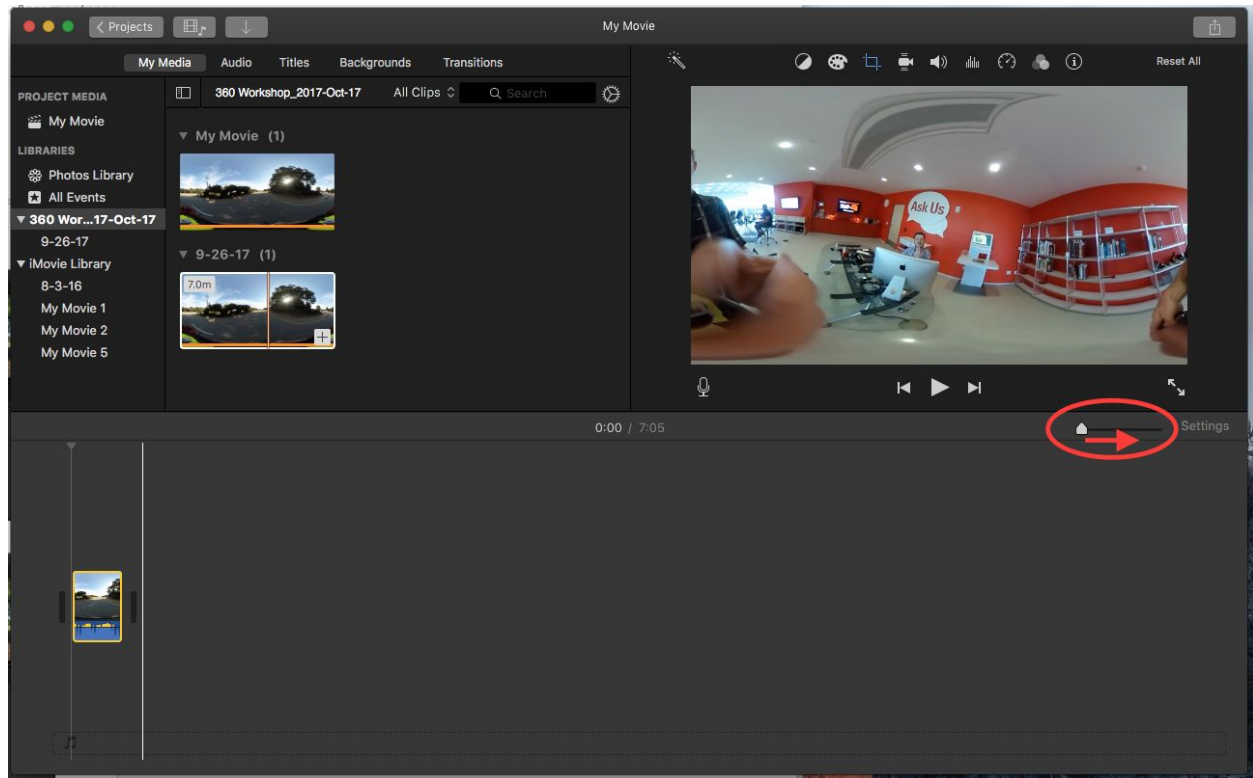 Projects
My Movie
My Media Audio Titles Backgrounds Transitions
Reset All
PROJECT MEDIA
My Movie
LIBRARIES
Photos Library
All Events
360 Wor...17-Oct-17
9-26-17
iMovie Library
8-3-16
My Movie 1
My Movie 2
My Movie 5
360 Workshop_2017-Oct-17 All Clips Search
My Movie (1)
9-26-17 (1)
7.0m
Ask Us
0:00 / 7:05
Settings